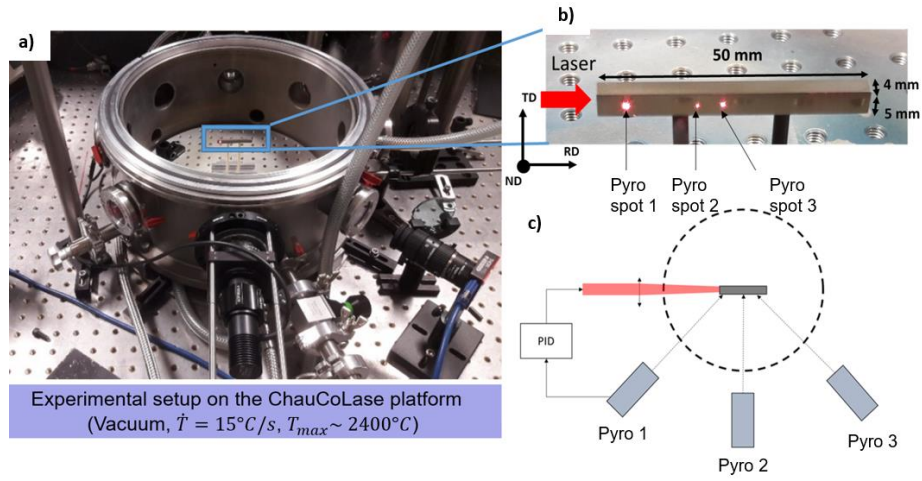 a)
Experimental setup on the ChauCoLase platform
(Vacuum, Ṫ = 15°C/s, Tmax~ 2400°C)
b)
Laser
50 mm
4 mm
5 mm
TD
RD
ND
Pyro
spot 1
Pyro
spot 2
Pyro
spot 3
c)
PID
Pyro 1
Pyro 2
Pyro 3